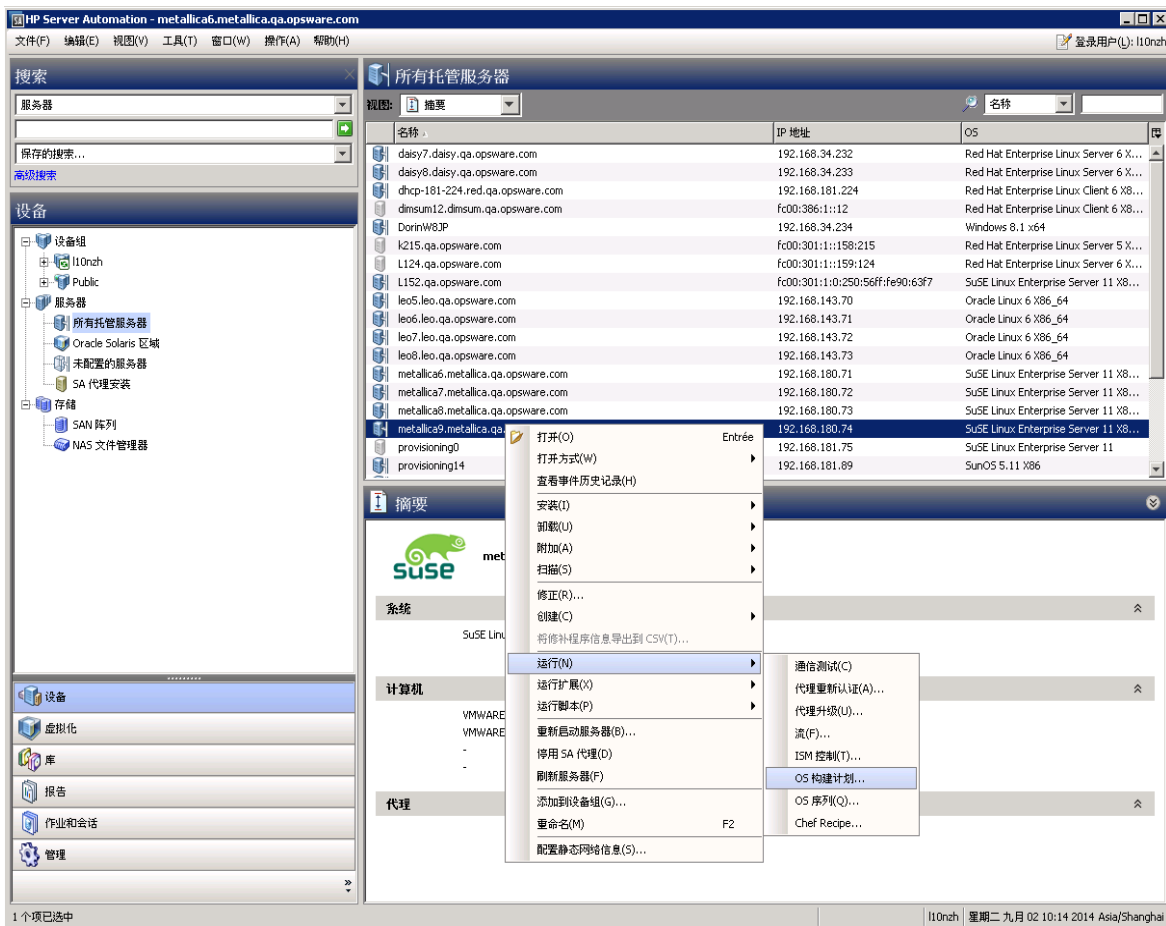 HP Server Automation - metallica6.metallica.qa.opsware.com
文件(F) 编辑(E) 视图(V) 工具(T) 窗口(W) 操作(A) 帮助(H)
登录用户(L): l10nzh
搜索
服务器
保存的搜索...
高级搜索
设备
设备组
l10nzh
Public
服务器
所有托管服务器
Oracle Solaris 区域
未配置的服务器
SA 代理安装
存储
SAN 阵列
NAS 文件管理器
设备
虚拟化
库
报告
作业和会话
管理
所有托管服务器
视图: 摘要
名称
名称 IP 地址 OS
daisy7.daisy.qa.opsware.com 192.168.34.232 Red Hat Enterprise Linux Server 6 X...
daisy8.daisy.qa.opsware.com 192.168.34.233 Red Hat Enterprise Linux Server 6 X...
dhcp-181-224.red.qa.opsware.com 192.168.181.224 Red Hat Enterprise Linux Client 6 X8...
dimsum12.dimsum.qa.opsware.com fc00:386:1::12 Red Hat Enterprise Linux Client 6 X8...
DorinW8JP 192.168.34.234 Windows 8.1 x64
k215.qa.opsware.com fc00:301:1::158:215 Red Hat Enterprise Linux Server 5 X...
L124.qa.opsware.com fc00:301:1::159:124 Red Hat Enterprise Linux Server 6 X...
L152.qa.opsware.com fc00:301:1:0:250:56ff:fe90:63f7 SuSE Linux Enterprise Server 11 X8...
leo5.leo.qa.opsware.com 192.168.143.70 Oracle Linux 6 X86_64
leo6.leo.qa.opsware.com 192.168.143.71 Oracle Linux 6 X86_64
leo7.leo.qa.opsware.com 192.168.143.72 Oracle Linux 6 X86_64
leo8.leo.qa.opsware.com 192.168.143.73 Oracle Linux 6 X86_64
metallica6.metallica.qa.opsware.com 192.168.180.71 SuSE Linux Enterprise Server 11 X8...
metallica7.metallica.qa.opsware.com 192.168.180.72 SuSE Linux Enterprise Server 11 X8...
metallica8.metallica.qa.opsware.com 192.168.180.73 SuSE Linux Enterprise Server 11 X8...
metallica9.metallica.qa. 192.168.180.74 SuSE Linux Enterprise Server 11 X8...
provisioning0 192.168.181.75 SuSE Linux Enterprise Server 11
provisioning14 192.168.181.89 SunOS 5.11 X86
摘要
SUSE
met
系统
SuSE Linu
计算机
VMWARE
VMWARE
-
-
代理
打开(O) Entrée
打开方式(W)
查看事件历史记录(H)
安装(I)
卸载(U)
附加(A)
扫描(S)
修正(R)...
创建(C)
将修补程序信息导出到 CSV(T)...
运行(N)
运行扩展(X)
运行脚本(P)
重新启动服务器(B)...
停用 SA 代理(D)
刷新服务器(F)
添加到设备组(G)...
重命名(M) F2
配置静态网络信息(S)...
通信测试(C)
代理重新认证(A)...
代理升级(U)...
流(F)...
ISM 控制(T)...
OS 构建计划...
OS 序列(Q)...
Chef Recipe...
1 个项已选中
l10nzh 星期二 九月 02 10:14 2014 Asia/Shanghai